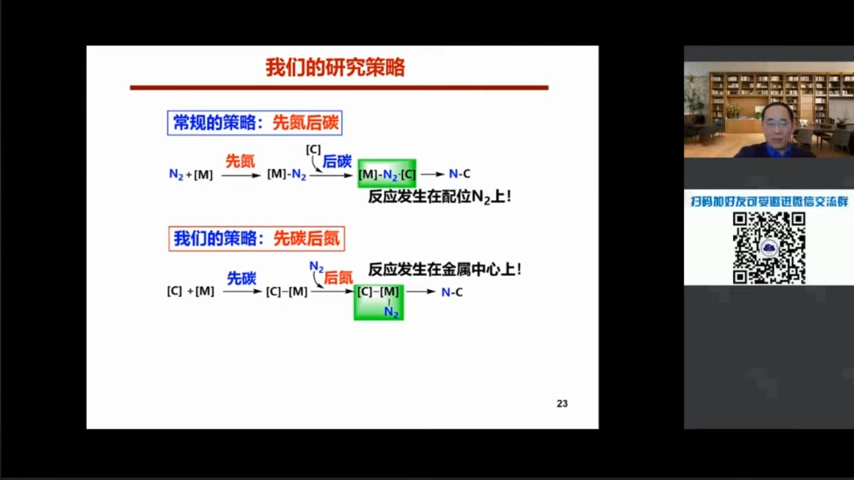 我们的研究策略
常规的策略：先氮后碳
N₂+[M] 先氮 [M]-N₂ [C] 后碳 [M]-N₂·[C] N-C
反应发生在配位N₂上！
我们的策略：先碳后氮
反应发生在金属中心上！
[C]+[M] 先碳 [C]–[M] N₂ 后氮 [C]–[M] N₂ N-C
23
扫码加好友可受邀进微信交流群